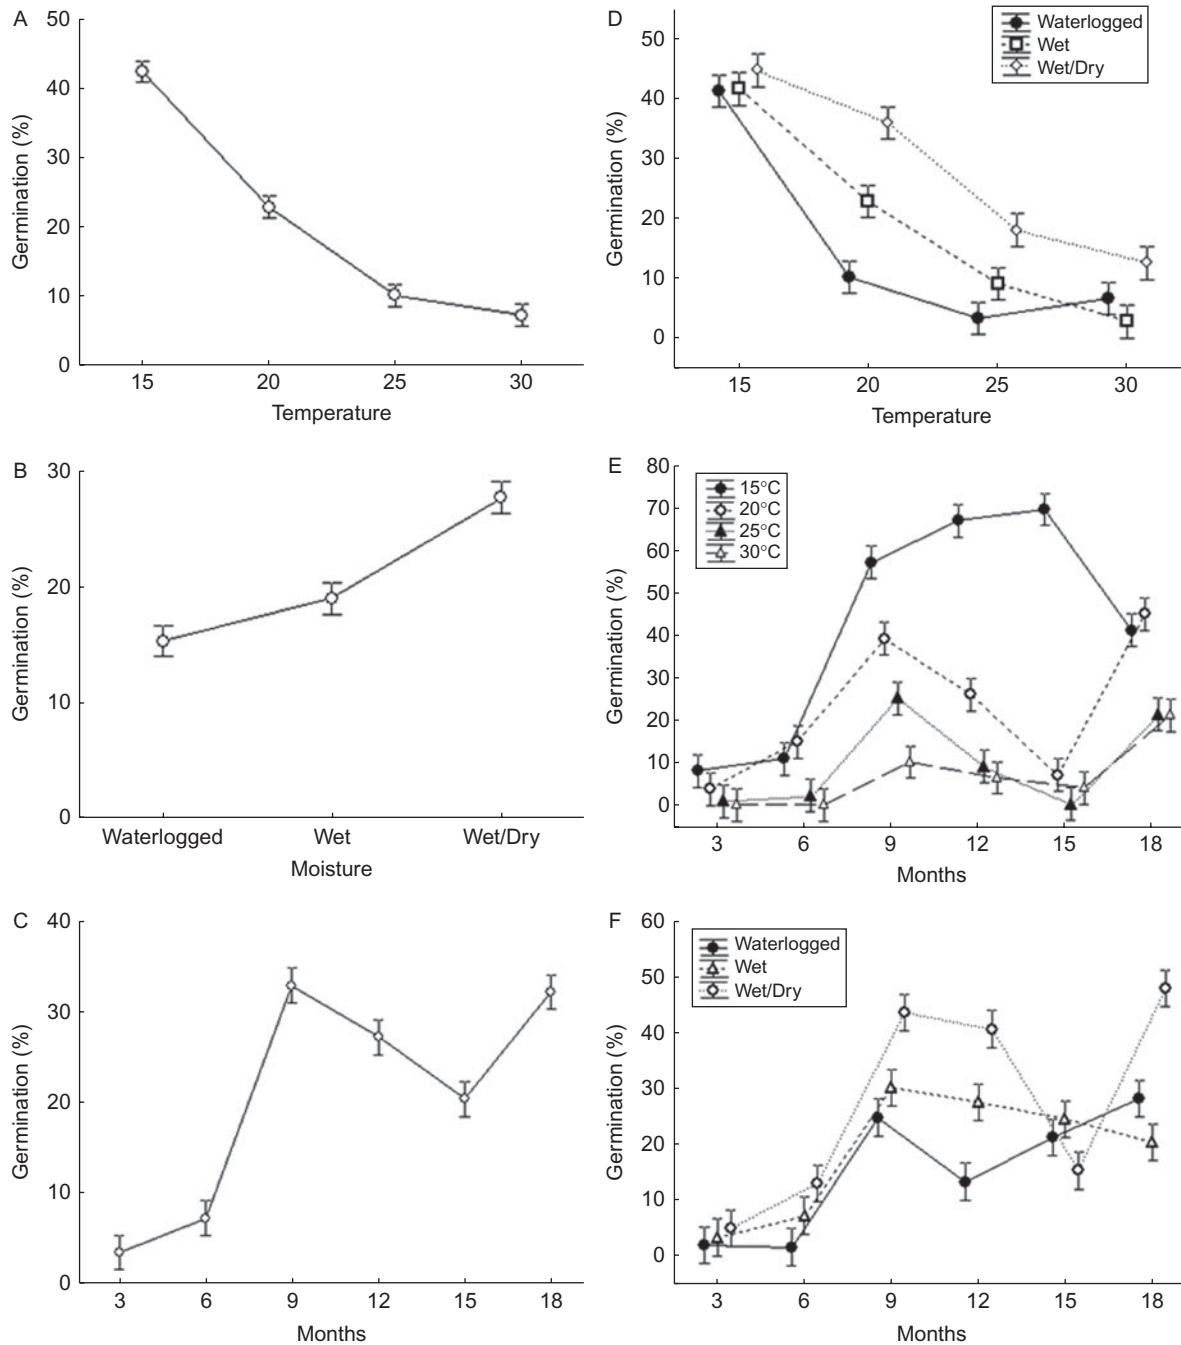 A
50
40
30
20
10
0
Germination (%)
15 20 25 30
Temperature
D
50
40
30
20
10
0
Germination (%)
Waterlogged
Wet
Wet/Dry
15 20 25 30
Temperature
B
30
20
10
0
Germination (%)
Waterlogged Wet Wet/Dry
Moisture
E
80
70
60
50
40
30
20
10
0
Germination (%)
15°C
20°C
25°C
30°C
3 6 9 12 15 18
Months
C
40
30
20
10
0
Germination (%)
3 6 9 12 15 18
Months
F
60
50
40
30
20
10
0
Germination (%)
Waterlogged
Wet
Wet/Dry
3 6 9 12 15 18
Months